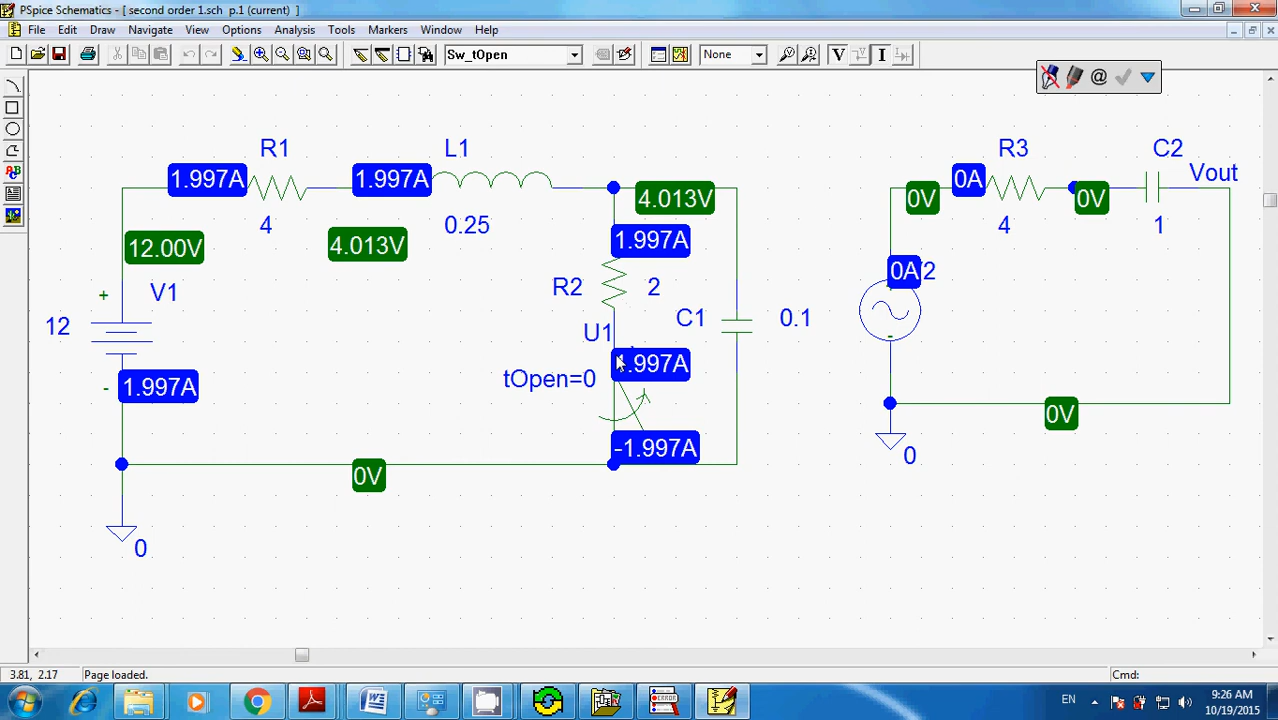 PSpice Schematics - [ second order 1.sch p.1 (current) ]
File Edit Draw Navigate View Options Analysis Tools Markers Window Help
Sw_tOpen None V I
@
R1 L1 R3 C2
1.997A 1.997A 4.013V 0V 0A 0V Vout
4 0.25 4 1
12.00V 4.013V 1.997A
+ V1 R2 2 0A /2
12 U1 C1 0.1
- 1.997A tOpen=0 1.997A -
0V
-1.997A 0
0V
0
3.81, 2.17 Page loaded. Cmd:
EN 9:26 AM
10/19/2015